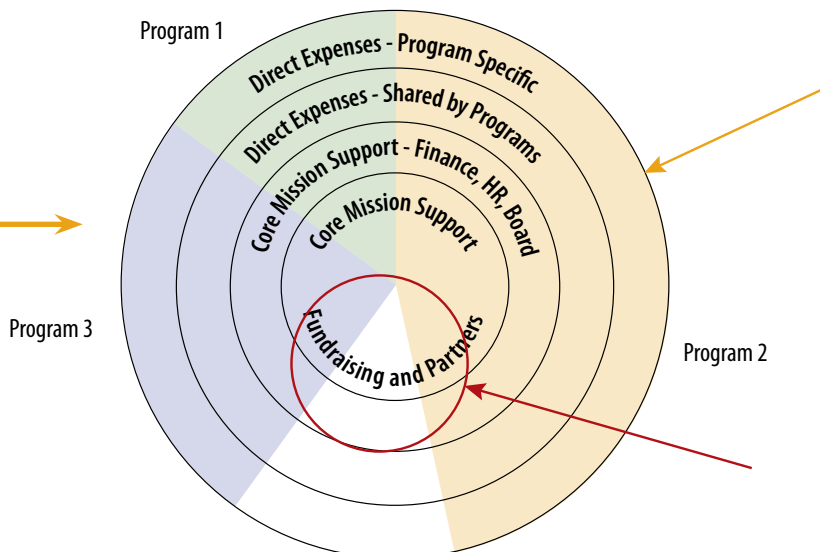 Program 1
Direct Expenses - Program Specific
Direct Expenses - Shared by Programs
Core Mission Support - Finance, HR, Board
Core Mission Support
Fundraising and Partners
Program 3
Program 2